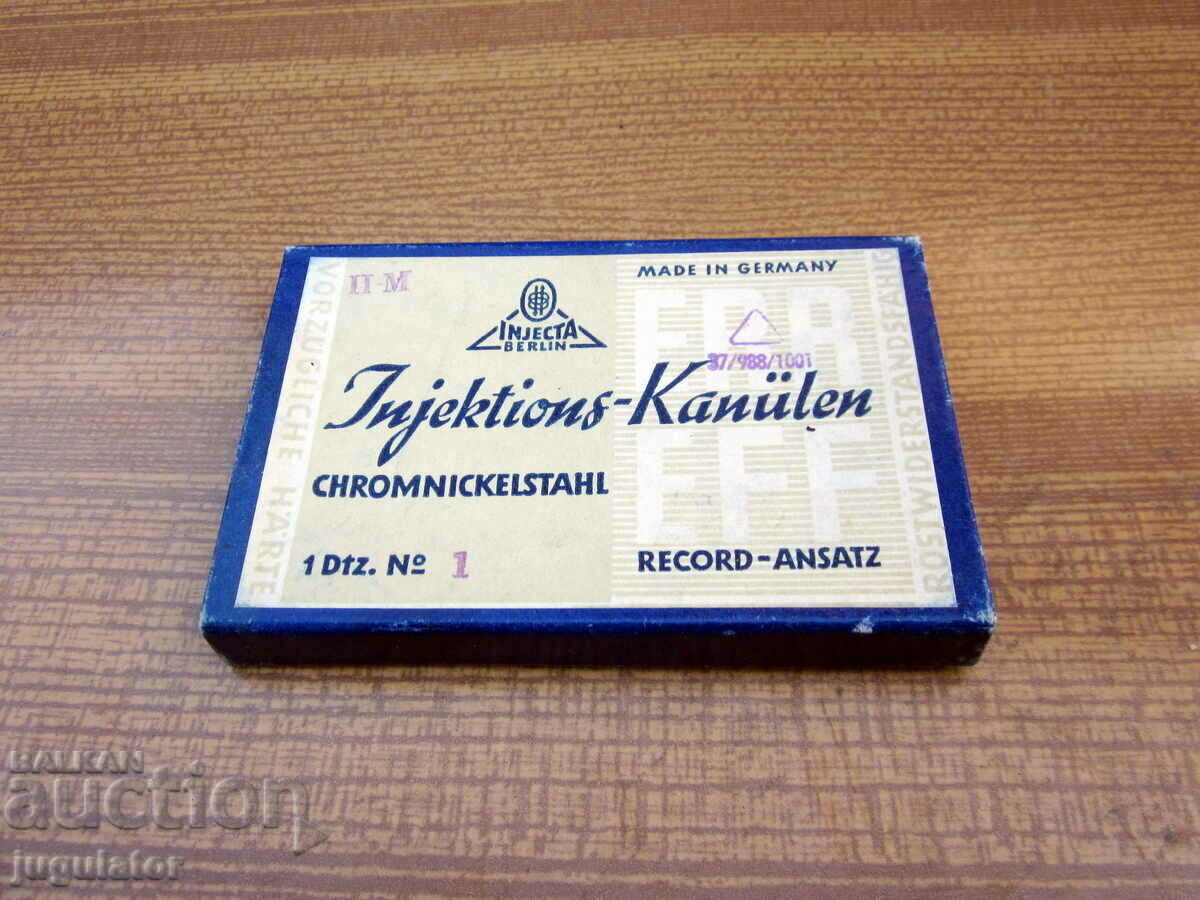 II-M
INJECTA
BERLIN
MADE IN GERMANY
37/988/1001
Injektions-Kanülen
CHROMNICKELSTAHL
1 Dtz. No 1
RECORD-ANSATZ
VORZÜGLICHE HÄRTE
ROSTWIDERSTANDSFÄHIG
EFF
BALKAN
auction
jugulator